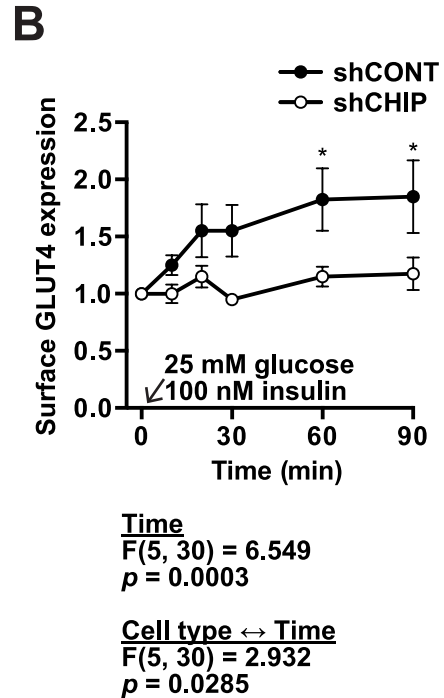 B
shCONT
shCHIP
Surface GLUT4 expression
2.5
2.0
1.5
1.0
0.5
0.0
* *
25 mM glucose
100 nM insulin
0 30 60 90
Time (min)
Time
F(5, 30) = 6.549
p = 0.0003
Cell type ↔ Time
F(5, 30) = 2.932
p = 0.0285